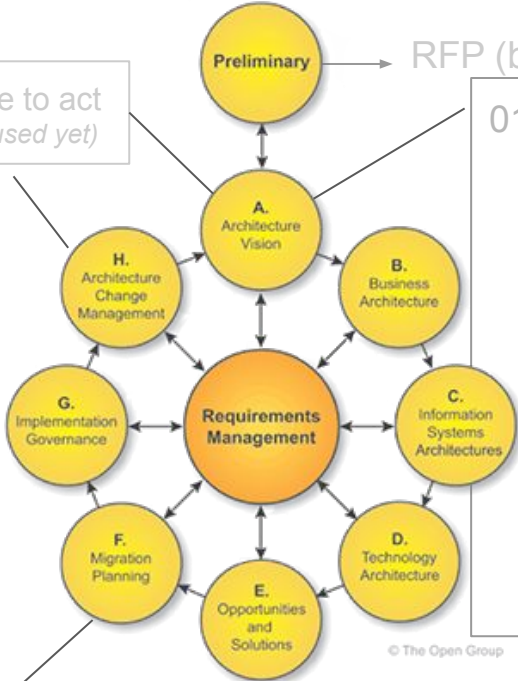 Preliminary
RFP (b
e to act
used yet)
01
A.
Architecture
Vision
H.
Architecture
Change
Management
B.
Business
Architecture
G.
Implementation
Governance
Requirements
Management
C.
Information
Systems
Architectures
F.
Migration
Planning
D.
Technology
Architecture
E.
Opportunities
and
Solutions
© The Open Group